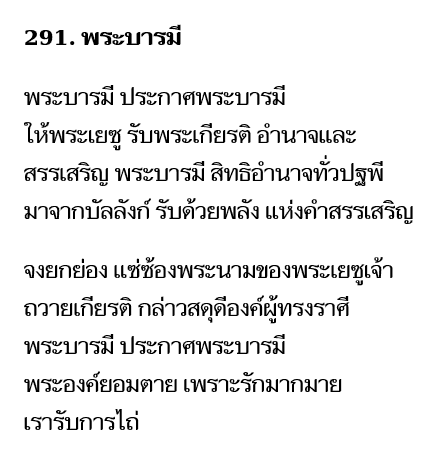 291. พระบารมี
พระบารมี ประกาศพระบารมี
ให้พระเยซู รับพระเกียรติ อำนาจและ
สรรเสริญ พระบารมี สิทธิอำนาจทั่วปฐพี
มาจากบัลลังก์ รับด้วยพลัง แห่งคำสรรเสริญ
จงยกย่อง แซ่ซ้องพระนามของพระเยซูเจ้า
ถวายเกียรติ กล่าวสดุดีองค์ผู้ทรงราศี
พระบารมี ประกาศพระบารมี
พระองค์ยอมตาย เพราะรักมากมาย
เรารับการไถ่